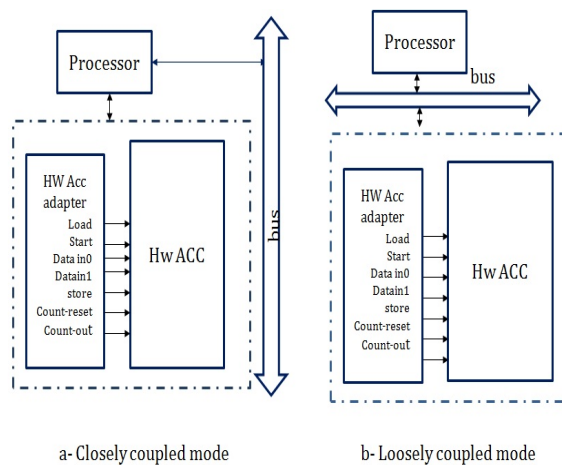 Processor
HW Acc
adapter
Load
Start
Data in0
Datain1
store
Count-reset
Count-out
Hw ACC
bus
a- Closely coupled mode
Processor
bus
HW Acc
adapter
Load
Start
Data in0
Datain1
store
Count-reset
Count-out
Hw ACC
b- Loosely coupled mode